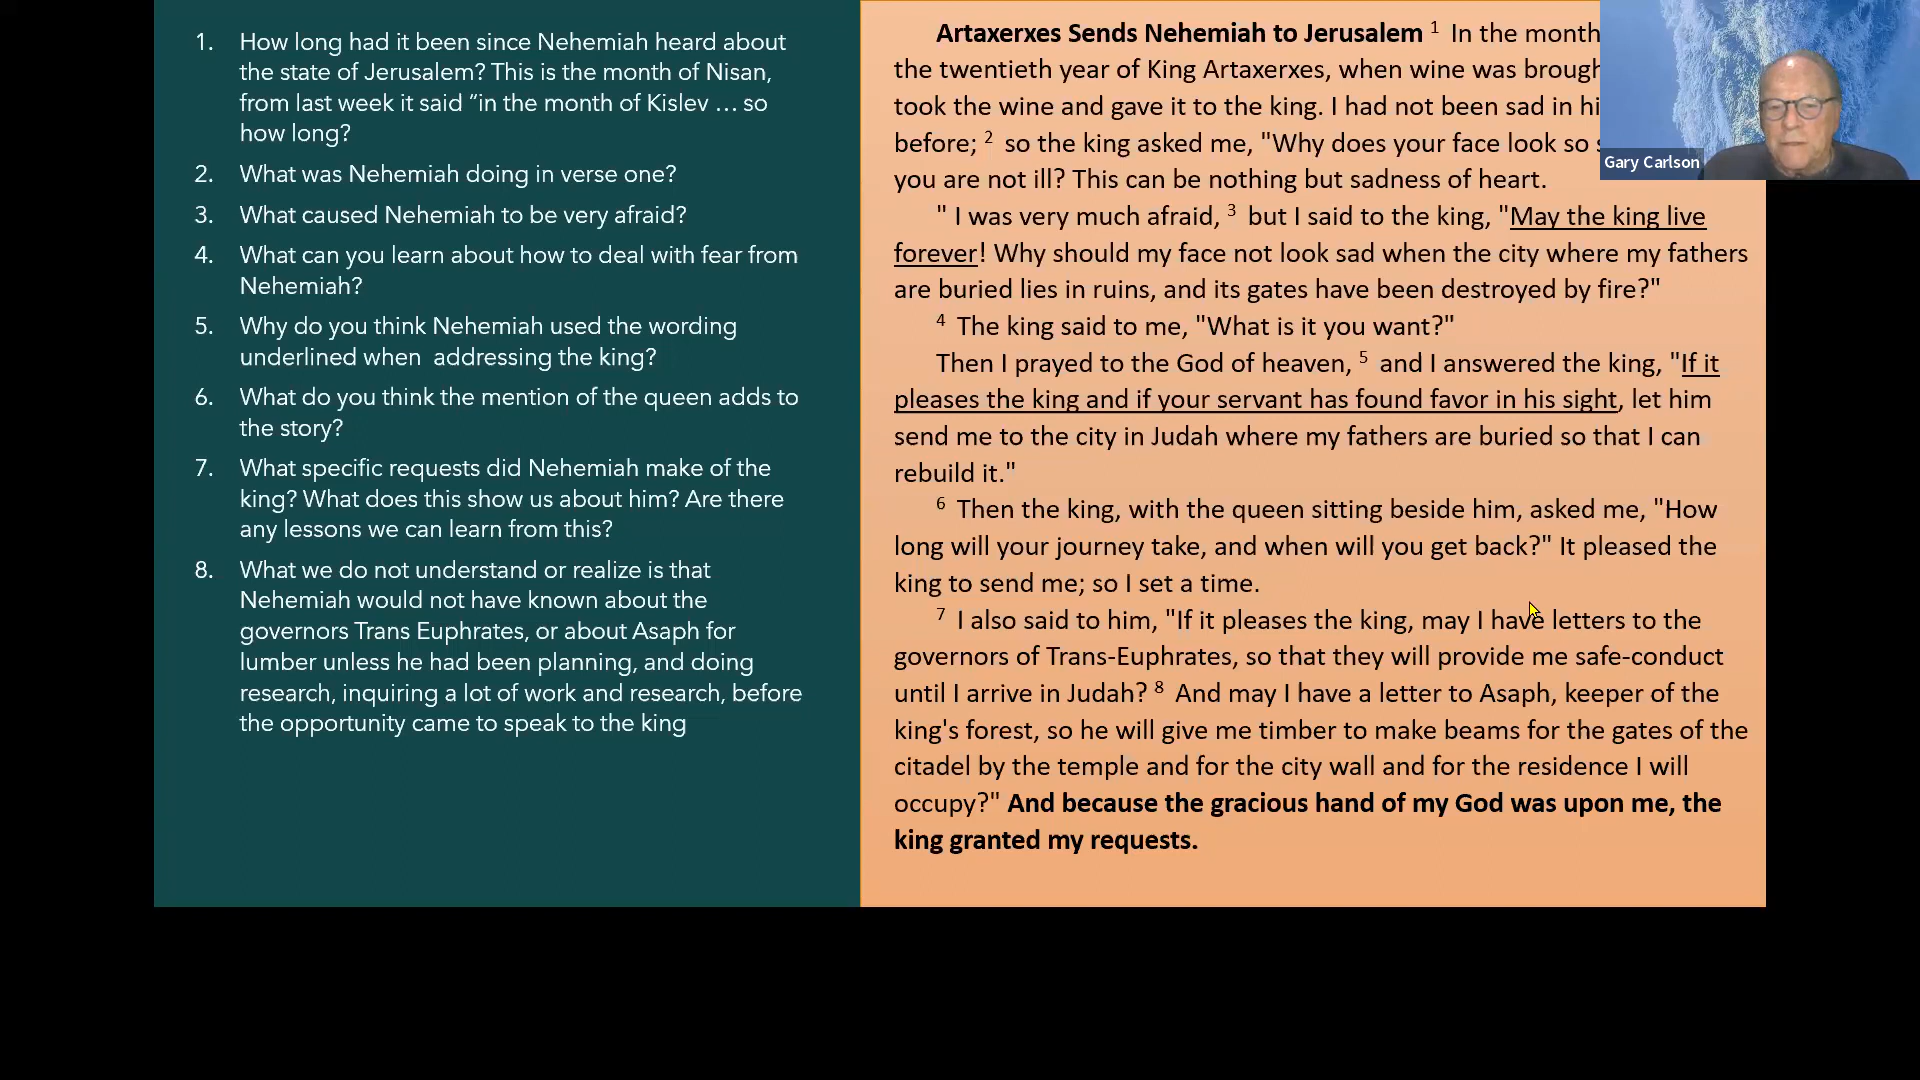 1. How long had it been since Nehemiah heard about
the state of Jerusalem? This is the month of Nisan,
from last week it said “in the month of Kislev ... so
how long?
2. What was Nehemiah doing in verse one?
3. What caused Nehemiah to be very afraid?
4. What can you learn about how to deal with fear from
Nehemiah?
5. Why do you think Nehemiah used the wording
underlined when  addressing the king?
6. What do you think the mention of the queen adds to
the story?
7. What specific requests did Nehemiah make of the
king? What does this show us about him? Are there
any lessons we can learn from this?
8. What we do not understand or realize is that
Nehemiah would not have known about the
governors Trans Euphrates, or about Asaph for
lumber unless he had been planning, and doing
research, inquiring a lot of work and research, before
the opportunity came to speak to the king
Artaxerxes Sends Nehemiah to Jerusalem 1 In the month
the twentieth year of King Artaxerxes, when wine was
took the wine and gave it to the king. I had not been sad in
before; 2 so the king asked me, "Why does your face look so
you are not ill? This can be nothing but sadness of heart.
" I was very much afraid, 3 but I said to the king, "May the king live
forever! Why should my face not look sad when the city where my fathers
are buried lies in ruins, and its gates have been destroyed by fire?"
4 The king said to me, "What is it you want?"
Then I prayed to the God of heaven, 5 and I answered the king, "If it
pleases the king and if your servant has found favor in his sight, let him
send me to the city in Judah where my fathers are buried so that I can
rebuild it."
6 Then the king, with the queen sitting beside him, asked me, "How
long will your journey take, and when will you get back?" It pleased the
king to send me; so I set a time.
7 I also said to him, "If it pleases the king, may I have letters to the
governors of Trans-Euphrates, so that they will provide me safe-conduct
until I arrive in Judah? 8 And may I have a letter to Asaph, keeper of the
king's forest, so he will give me timber to make beams for the gates of the
citadel by the temple and for the city wall and for the residence I will
occupy?" And because the gracious hand of my God was upon me, the
king granted my requests.
Gary Carlson